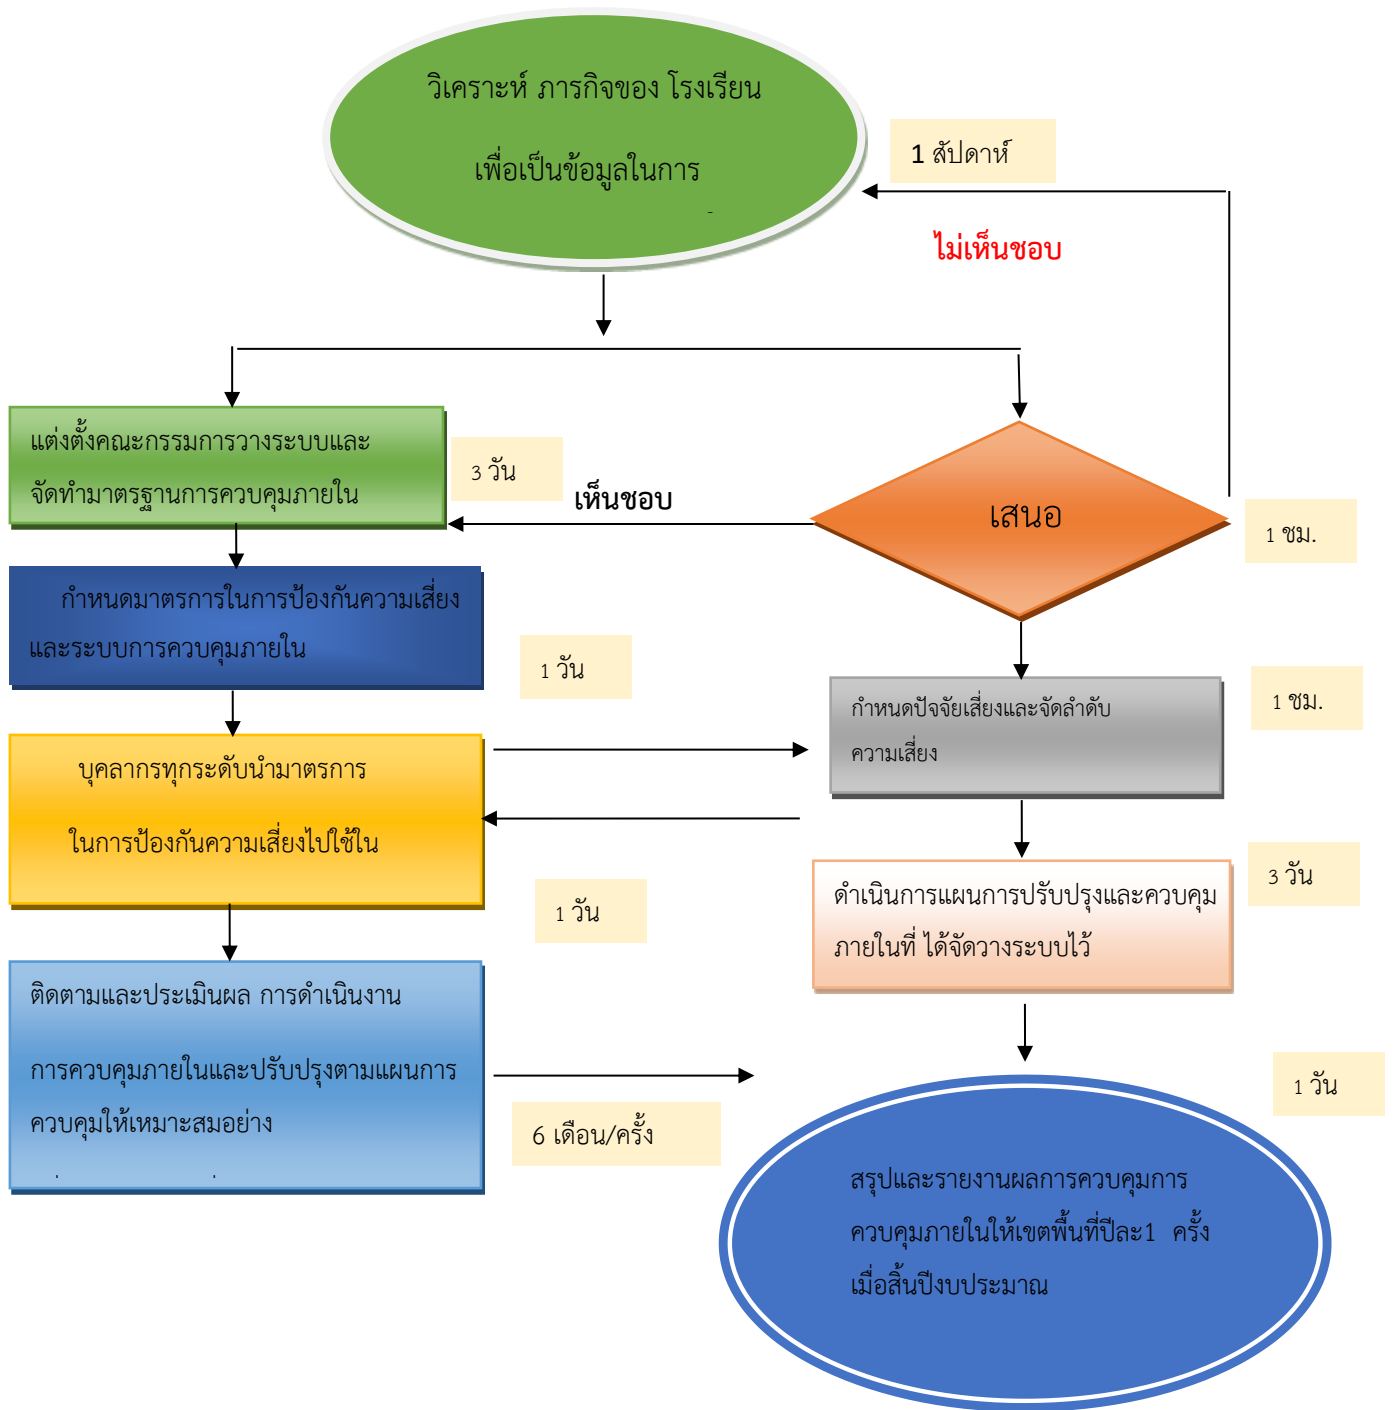 วิเคราะห์ ภารกิจของ โรงเรียน
เพื่อเป็นข้อมูลในการ
1 สัปดาห์
ไม่เห็นชอบ
แต่งตั้งคณะกรรมการวางระบบและ
จัดทำมาตรฐานการควบคุมภายใน
3 วัน
เห็นชอบ
เสนอ
1 ชม.
กำหนดมาตรการในการป้องกันความเสี่ยง
และระบบการควบคุมภายใน
1 วัน
กำหนดปัจจัยเสี่ยงและจัดลำดับ
ความเสี่ยง
1 ชม.
บุคลากรทุกระดับนำมาตรการ
ในการป้องกันความเสี่ยงไปใช้ใน
1 วัน
ดำเนินการแผนการปรับปรุงและควบคุม
ภายในที่ ได้จัดวางระบบไว้
3 วัน
ติดตามและประเมินผล การดำเนินงาน
การควบคุมภายในและปรับปรุงตามแผนการ
ควบคุมให้เหมาะสมอย่าง
6 เดือน/ครั้ง
1 วัน
สรุปและรายงานผลการควบคุมการ
ควบคุมภายในให้เขตพื้นที่ปีละ1 ครั้ง
เมื่อสิ้นปีงบประมาณ